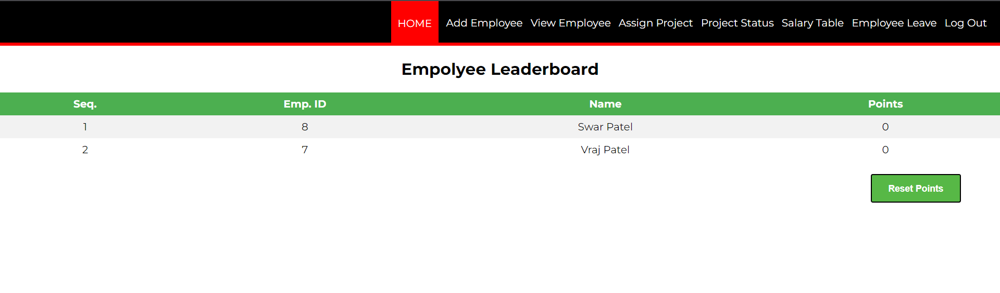 HOME Add Employee View Employee Assign Project Project Status Salary Table Employee Leave Log Out
Empolyee Leaderboard
Seq. Emp. ID Name Points
1 8 Swar Patel 0
2 7 Vraj Patel 0
Reset Points